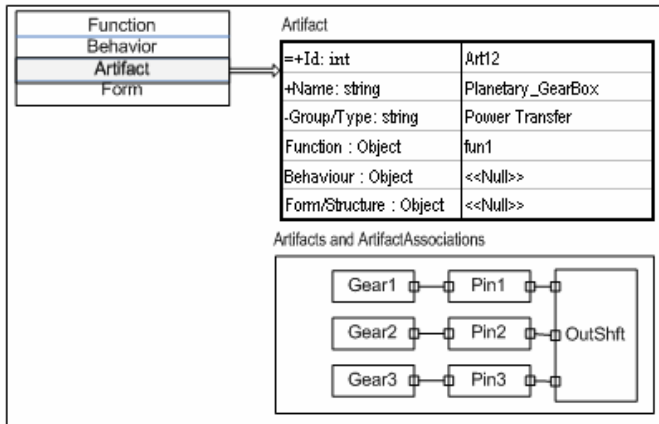 Function
Behavior
Artifact
Form
Artifact
=+Id: int Art12
+Name: string Planetary_GearBox
-Group/Type: string Power Transfer
Function : Object fun1
Behaviour : Object <<Null>>
Form/Structure : Object <<Null>>
Artifacts and ArtifactAssociations
Gear1 Pin1
Gear2 Pin2 OutShft
Gear3 Pin3